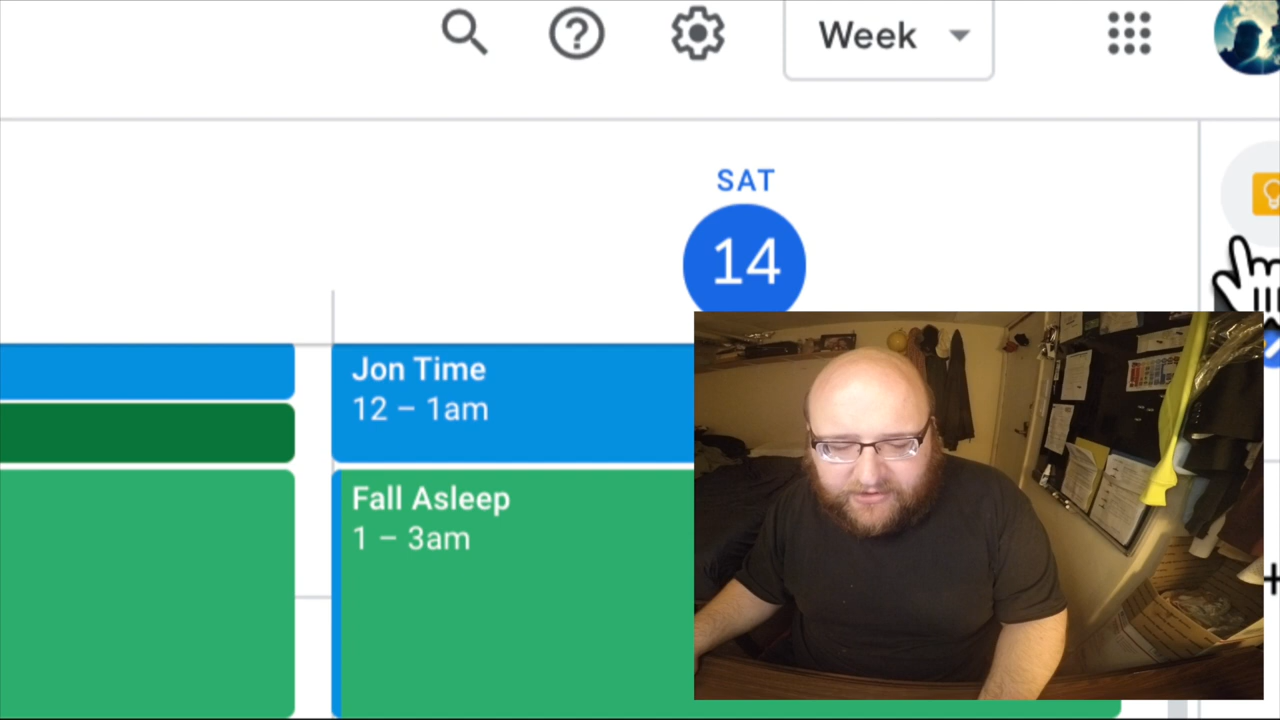 Week
SAT
14
Jon Time
12 – 1am
Fall Asleep
1 – 3am